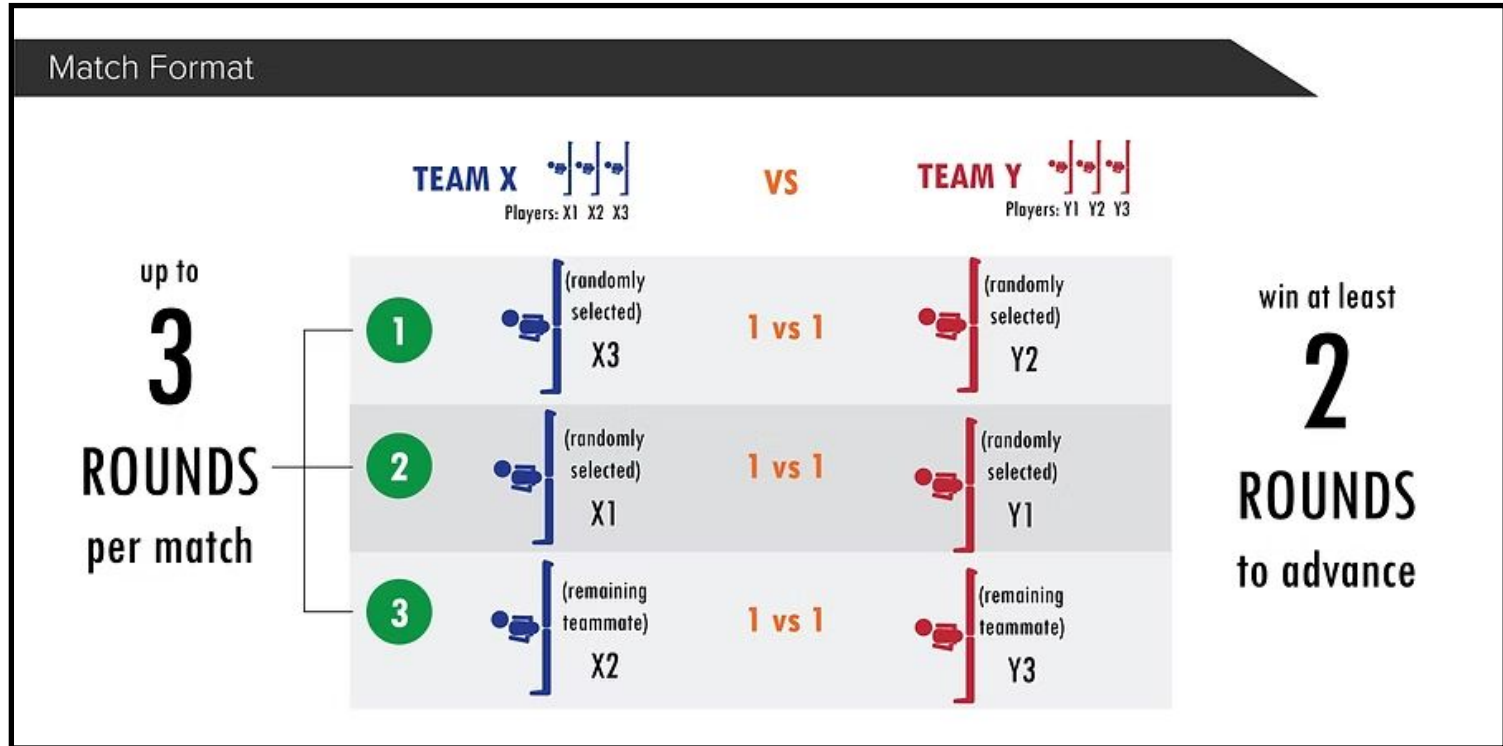 Match Format
TEAM X
Players: X1 X2 X3
VS
TEAM Y
Players: Y1 Y2 Y3
up to
3
ROUNDS
per match
1
(randomly
selected)
X3
1 vs 1
(randomly
selected)
Y2
2
(randomly
selected)
X1
1 vs 1
(randomly
selected)
Y1
3
(remaining
teammate)
X2
1 vs 1
(remaining
teammate)
Y3
win at least
2
ROUNDS
to advance